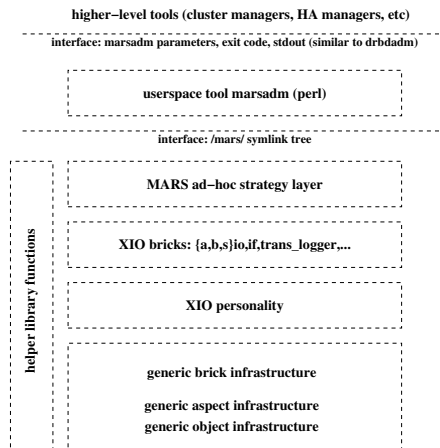 higher–level tools (cluster managers, HA managers, etc)
interface: marsadm parameters, exit code, stdout (similar to drbdadm)
userspace tool marsadm (perl)
interface: /mars/ symlink tree
MARS ad–hoc strategy layer
XIO bricks: {a,b,s}io,if,trans_logger,...
helper library functions
XIO personality
generic brick infrastructure
generic aspect infrastructure
generic object infrastructure